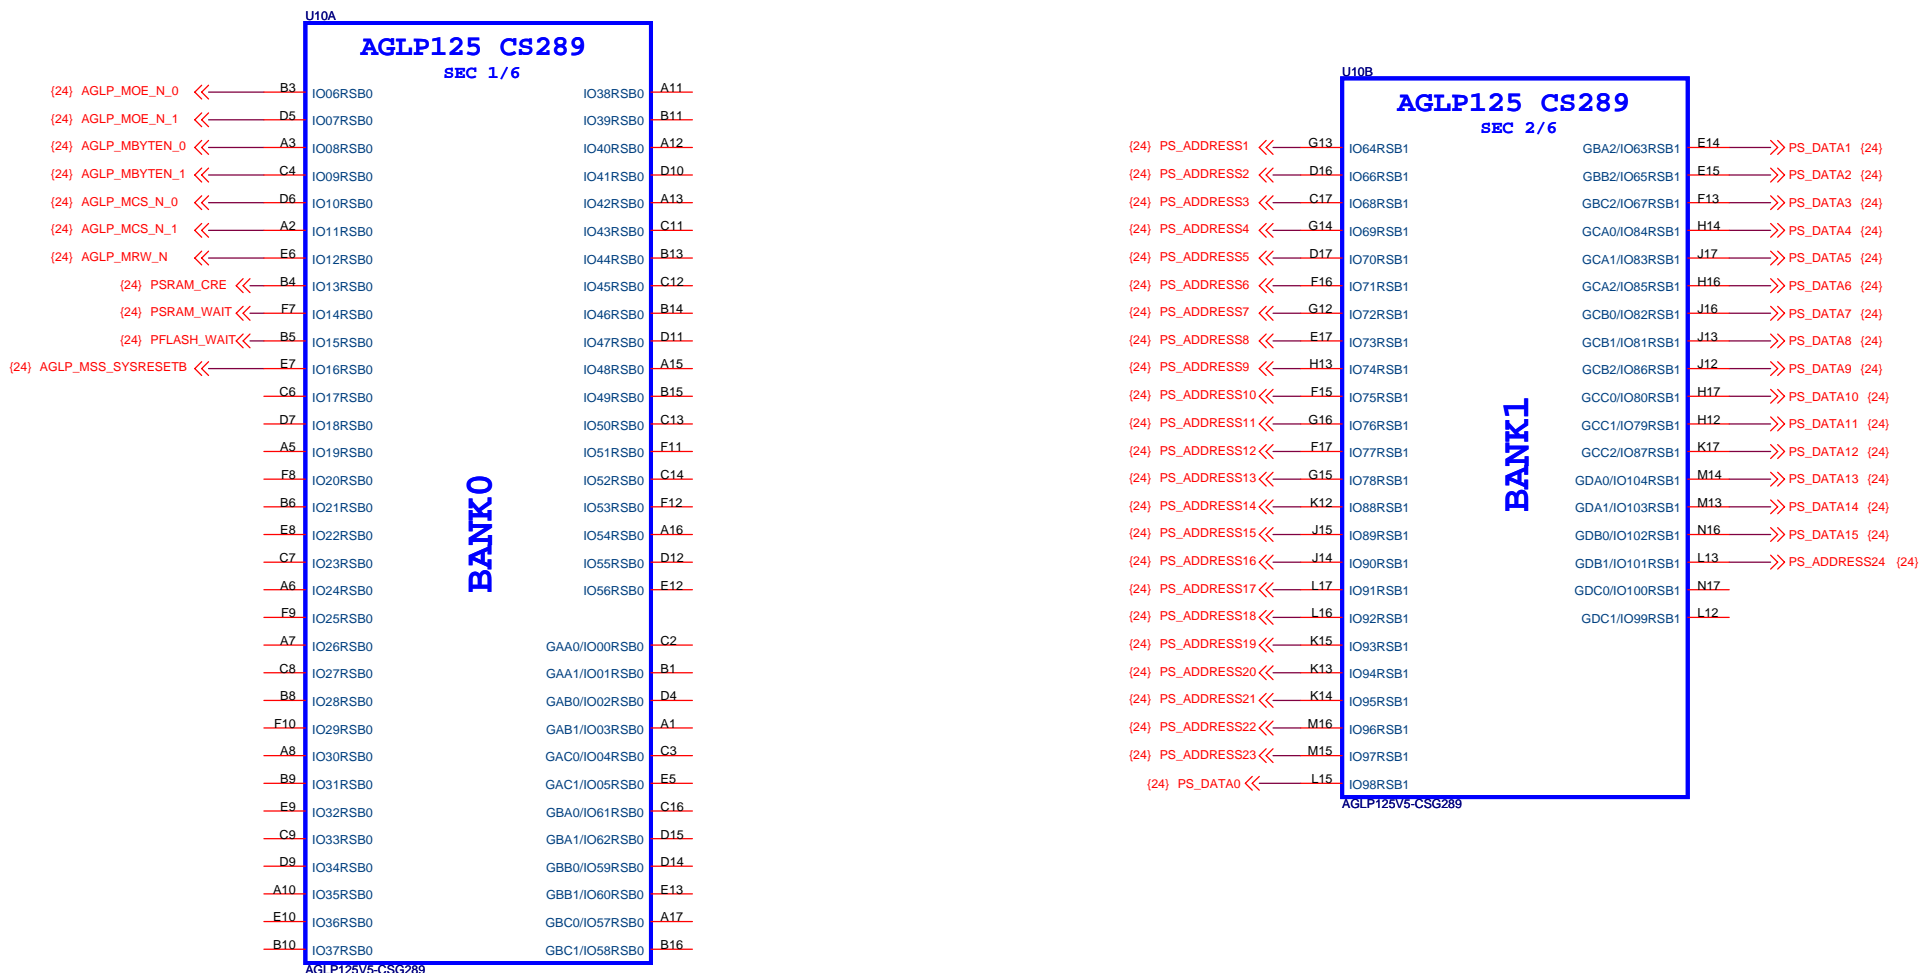 U10A
AGLP125 CS289
SEC 1/6
{24} AGLP_MOE_N_0 B3 IO06RSB0 IO38RSB0 A11
{24} AGLP_MOE_N_1 D5 IO07RSB0 IO39RSB0 B11
{24} AGLP_MBYTEN_0 A3 IO08RSB0 IO40RSB0 A12
{24} AGLP_MBYTEN_1 C4 IO09RSB0 IO41RSB0 D10
{24} AGLP_MCS_N_0 D6 IO10RSB0 IO42RSB0 A13
{24} AGLP_MCS_N_1 A2 IO11RSB0 IO43RSB0 C11
{24} AGLP_MRW_N E6 IO12RSB0 IO44RSB0 B13
{24} PSRAM_CRE B4 IO13RSB0 IO45RSB0 C12
{24} PSRAM_WAIT F7 IO14RSB0 IO46RSB0 B14
{24} PFLASH_WAIT B5 IO15RSB0 IO47RSB0 D11
{24} AGLP_MSS_SYSRESETB E7 IO16RSB0 IO48RSB0 A15
C6 IO17RSB0 IO49RSB0 B15
D7 IO18RSB0 IO50RSB0 C13
A5 IO19RSB0 IO51RSB0 F11
F8 IO20RSB0 IO52RSB0 C14
B6 IO21RSB0 IO53RSB0 F12
E8 IO22RSB0 IO54RSB0 A16
C7 IO23RSB0 IO55RSB0 D12
A6 IO24RSB0 IO56RSB0 E12
F9 IO25RSB0
A7 IO26RSB0 GAA0/IO00RSB0 C2
C8 IO27RSB0 GAA1/IO01RSB0 B1
B8 IO28RSB0 GAB0/IO02RSB0 D4
F10 IO29RSB0 GAB1/IO03RSB0 A1
A8 IO30RSB0 GAC0/IO04RSB0 C3
B9 IO31RSB0 GAC1/IO05RSB0 E5
E9 IO32RSB0 GBA0/IO61RSB0 C16
C9 IO33RSB0 GBA1/IO62RSB0 D15
D9 IO34RSB0 GBB0/IO59RSB0 D14
A10 IO35RSB0 GBB1/IO60RSB0 E13
E10 IO36RSB0 GBC0/IO57RSB0 A17
B10 IO37RSB0 GBC1/IO58RSB0 B16
BANK0
AGLP125V5-CSG289
U10B
AGLP125 CS289
SEC 2/6
{24} PS_ADDRESS1 G13 IO64RSB1 GBA2/IO63RSB1 E14 PS_DATA1 {24}
{24} PS_ADDRESS2 D16 IO66RSB1 GBB2/IO65RSB1 E15 PS_DATA2 {24}
{24} PS_ADDRESS3 C17 IO68RSB1 GBC2/IO67RSB1 F13 PS_DATA3 {24}
{24} PS_ADDRESS4 G14 IO69RSB1 GCA0/IO84RSB1 H14 PS_DATA4 {24}
{24} PS_ADDRESS5 D17 IO70RSB1 GCA1/IO83RSB1 J17 PS_DATA5 {24}
{24} PS_ADDRESS6 F16 IO71RSB1 GCA2/IO85RSB1 H16 PS_DATA6 {24}
{24} PS_ADDRESS7 G12 IO72RSB1 GCB0/IO82RSB1 J16 PS_DATA7 {24}
{24} PS_ADDRESS8 E17 IO73RSB1 GCB1/IO81RSB1 J13 PS_DATA8 {24}
{24} PS_ADDRESS9 H13 IO74RSB1 GCB2/IO86RSB1 J12 PS_DATA9 {24}
{24} PS_ADDRESS10 F15 IO75RSB1 GCC0/IO80RSB1 H17 PS_DATA10 {24}
{24} PS_ADDRESS11 G16 IO76RSB1 GCC1/IO79RSB1 H12 PS_DATA11 {24}
{24} PS_ADDRESS12 F17 IO77RSB1 GCC2/IO87RSB1 K17 PS_DATA12 {24}
{24} PS_ADDRESS13 G15 IO78RSB1 GDA0/IO104RSB1 M14 PS_DATA13 {24}
{24} PS_ADDRESS14 K12 IO88RSB1 GDA1/IO103RSB1 M13 PS_DATA14 {24}
{24} PS_ADDRESS15 J15 IO89RSB1 GDB0/IO102RSB1 N16 PS_DATA15 {24}
{24} PS_ADDRESS16 J14 IO90RSB1 GDB1/IO101RSB1 L13 PS_ADDRESS24 {24}
{24} PS_ADDRESS17 L17 IO91RSB1 GDC0/IO100RSB1 N17
{24} PS_ADDRESS18 L16 IO92RSB1 GDC1/IO99RSB1 L12
{24} PS_ADDRESS19 K15 IO93RSB1
{24} PS_ADDRESS20 K13 IO94RSB1
{24} PS_ADDRESS21 K14 IO95RSB1
{24} PS_ADDRESS22 M16 IO96RSB1
{24} PS_ADDRESS23 M15 IO97RSB1
{24} PS_DATA0 L15 IO98RSB1
BANK1
AGLP125V5-CSG289